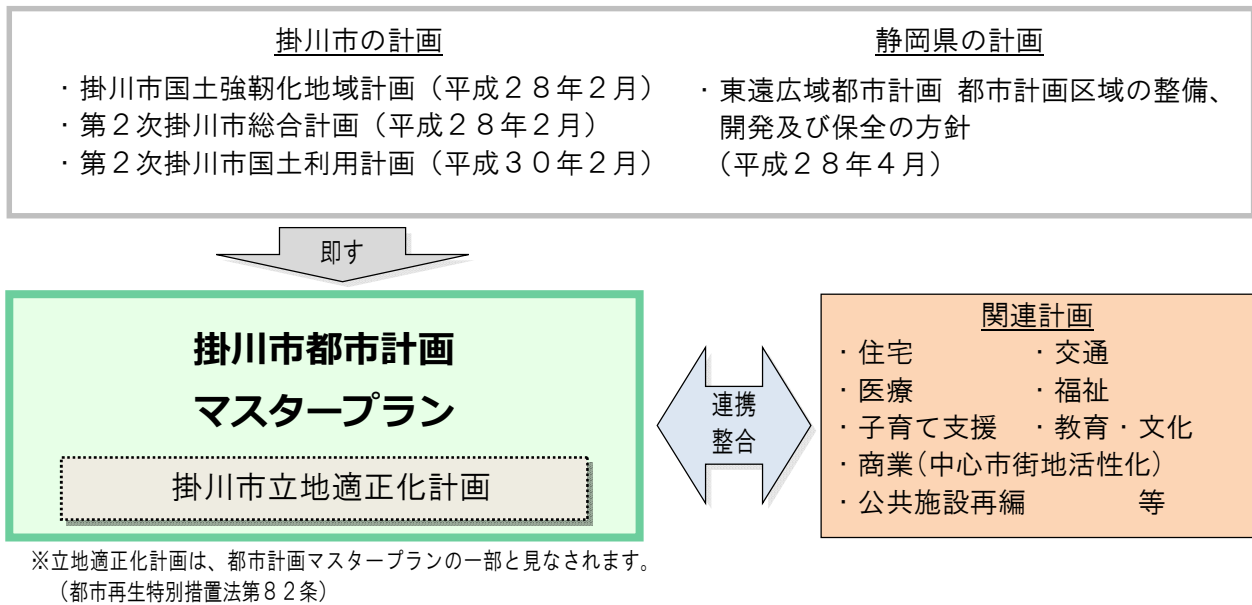 掛川市の計画
・掛川市国土強靭化地域計画（平成２８年２月）
・第２次掛川市総合計画（平成２８年２月）
・第２次掛川市国土利用計画（平成３０年２月）
静岡県の計画
・東遠広域都市計画 都市計画区域の整備、
開発及び保全の方針
（平成２８年４月）
即す
掛川市都市計画
マスタープラン
掛川市立地適正化計画
連携
整合
関連計画
・住宅 ・交通
・医療 ・福祉
・子育て支援 ・教育・文化
・商業(中心市街地活性化)
・公共施設再編 等
※立地適正化計画は、都市計画マスタープランの一部と見なされます。
（都市再生特別措置法第８２条）